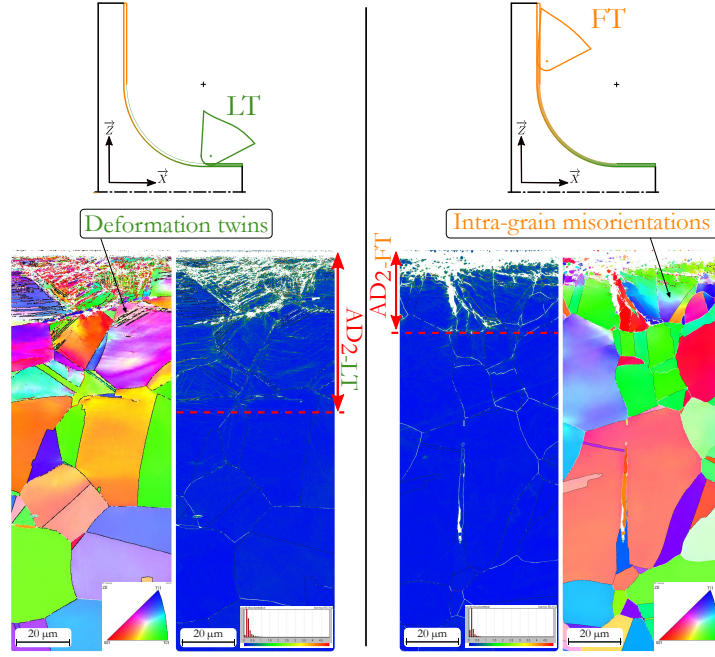 FT
LT
Z
X
Z
X
Deformation twins
Intra-grain misorientations
AD2-LT
AD2-FT
20 µm
20 µm
20 µm
20 µm